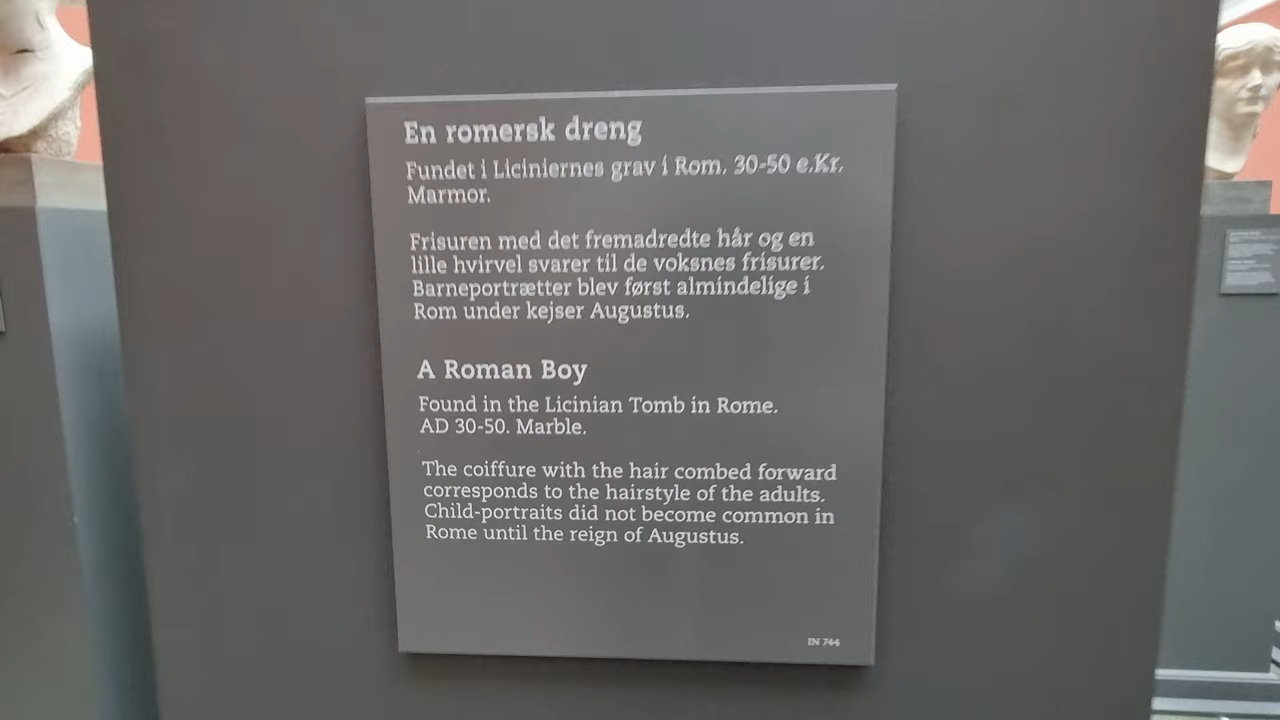 En romersk dreng
Fundet i Liciniernes grav i Rom. 30-50 e.Kr.
Marmor.
Frisuren med det fremadredte hår og en
lille hvirvel svarer til de voksnes frisurer.
Barneportrætter blev først almindelige i
Rom under kejser Augustus.
A Roman Boy
Found in the Licinian Tomb in Rome.
AD 30-50. Marble.
The coiffure with the hair combed forward
corresponds to the hairstyle of the adults.
Child-portraits did not become common in
Rome until the reign of Augustus.
IN 744